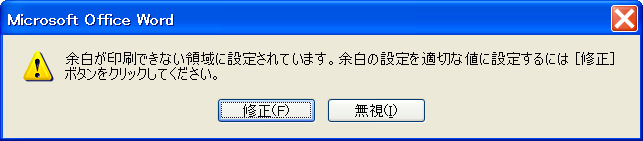 Microsoft Office Word
余白が印刷できない領域に設定されています。余白の設定を適切な値に設定するには [修正]
ボタンをクリックしてください。
修正(F)
無視(I)